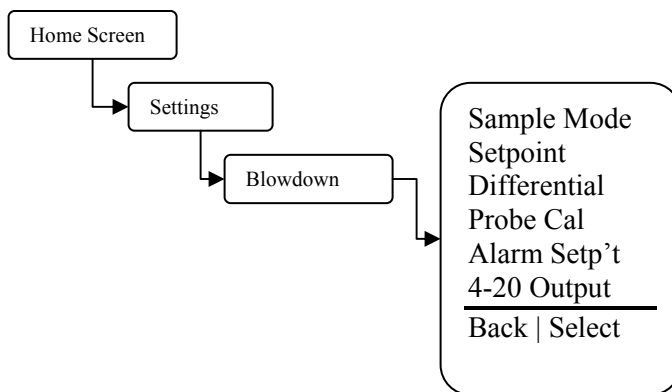 Home Screen
Settings
Blowdown
Sample Mode
Setpoint
Differential
Probe Cal
Alarm Setp’t
4-20 Output
Back | Select